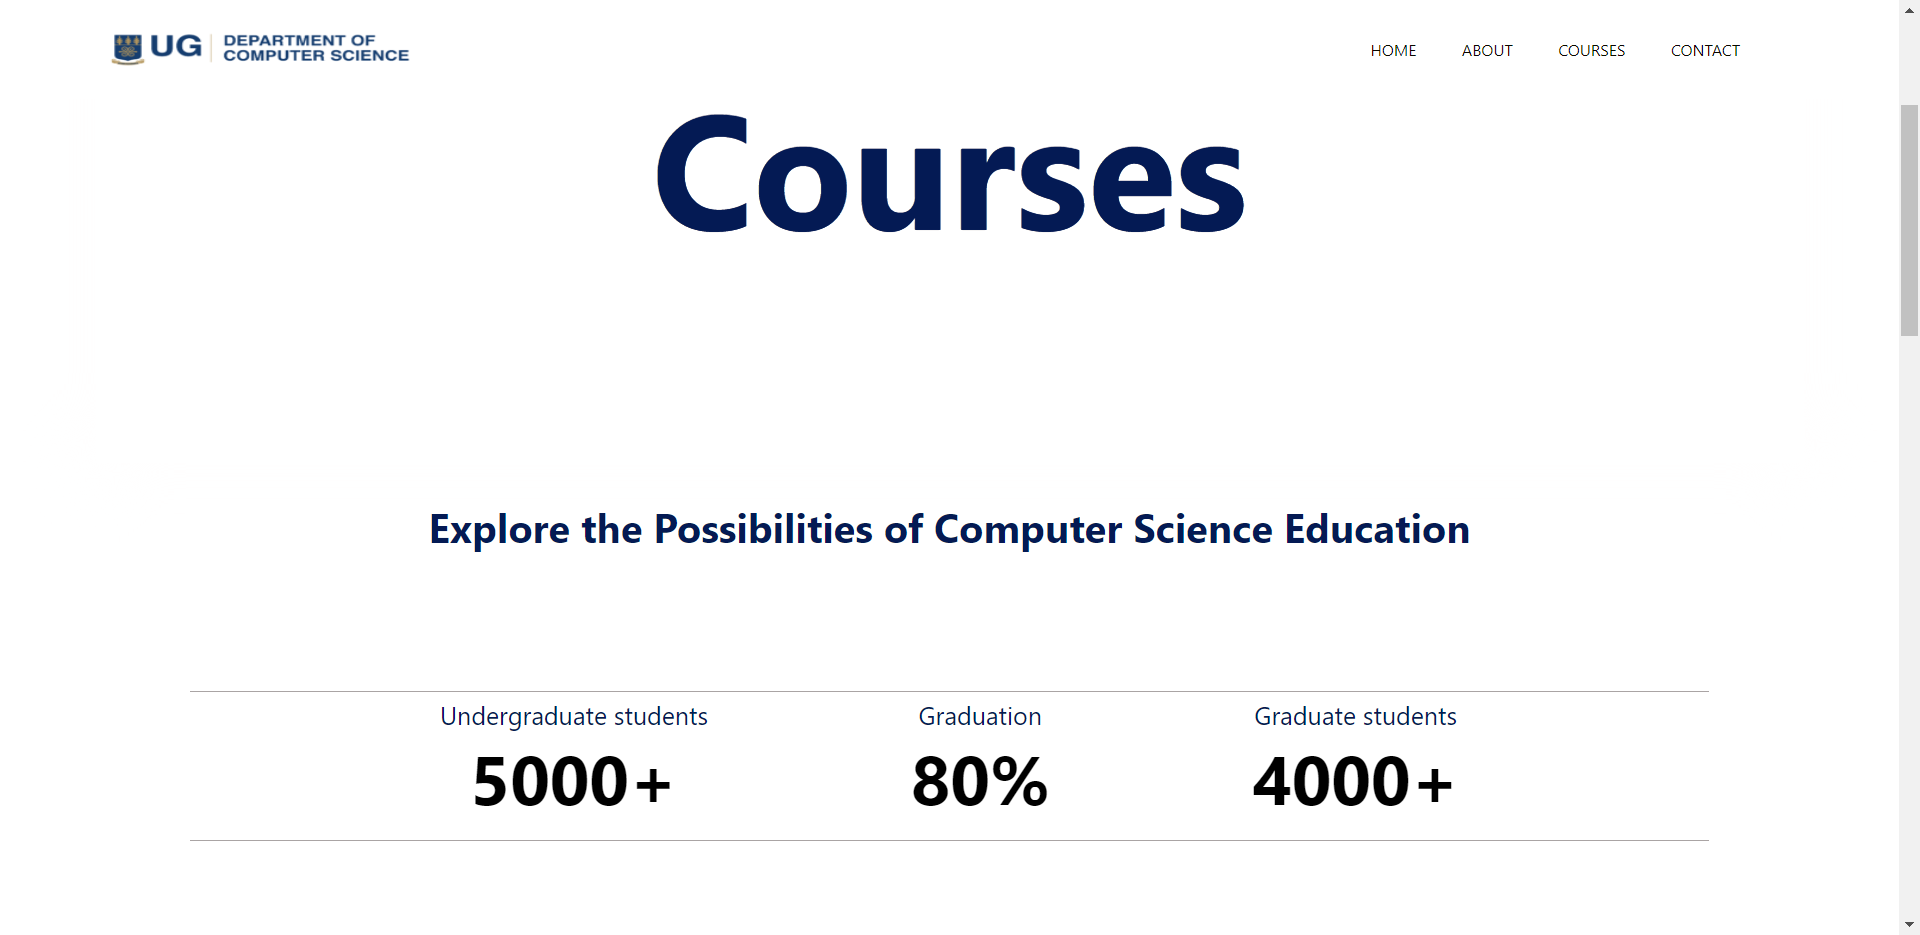 UG
DEPARTMENT OF
COMPUTER SCIENCE
HOME ABOUT COURSES CONTACT
Courses
Explore the Possibilities of Computer Science Education
Undergraduate students
5000+
Graduation
80%
Graduate students
4000+